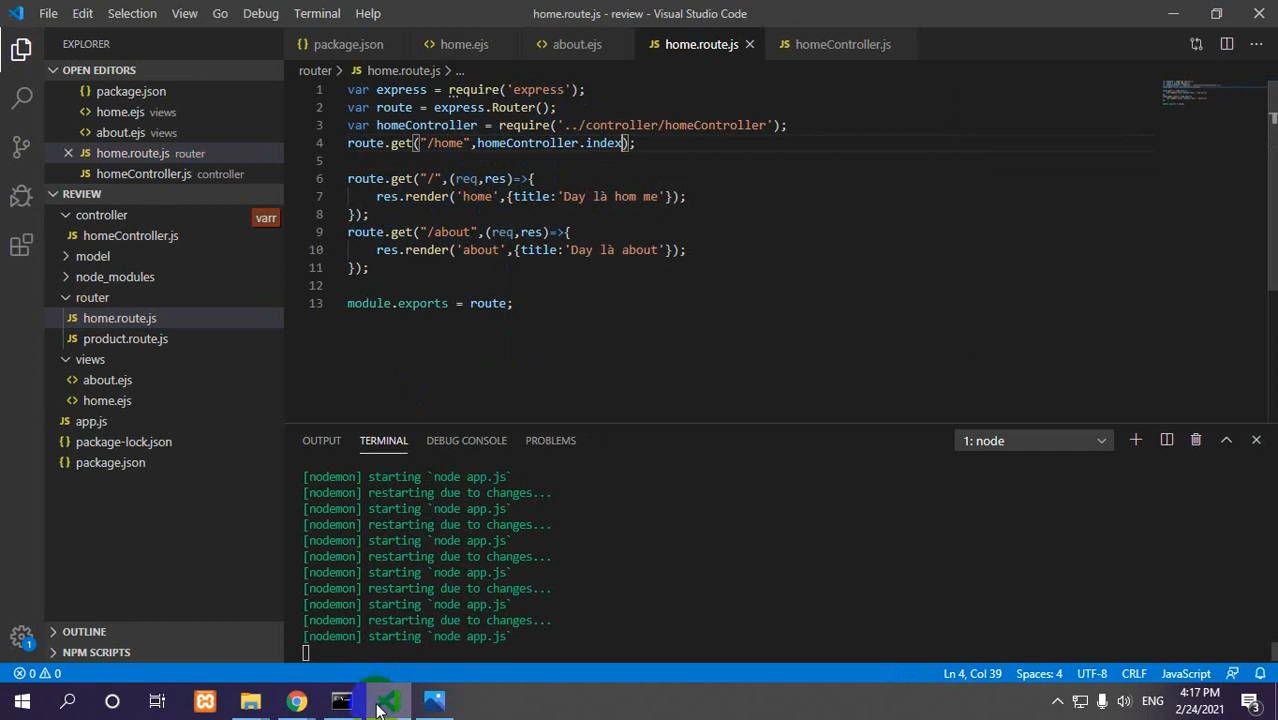 File Edit Selection View Go Debug Terminal Help home.route.js - review - Visual Studio Code
EXPLORER
OPEN EDITORS
package.json
home.ejs views
about.ejs views
home.route.js router
homeController.js controller
REVIEW
controller
varr
homeController.js
model
node_modules
router
home.route.js
product.route.js
views
about.ejs
home.ejs
app.js
package-lock.json
package.json
OUTLINE
NPM SCRIPTS
package.json home.ejs about.ejs home.route.js homeController.js
router > home.route.js > ...
1 var express = require('express');
2 var route = express.Router();
3 var homeController = require('../controller/homeController');
4 route.get("/home",homeController.index);
5
6 route.get("/",(req,res)=>{
7 res.render('home',{title:'Day là hom me'});
8 });
9 route.get("/about",(req,res)=>{
10 res.render('about',{title:'Day là about'});
11 });
12
13 module.exports = route;
OUTPUT TERMINAL DEBUG CONSOLE PROBLEMS 1: node
[nodemon] starting `node app.js`
[nodemon] restarting due to changes...
[nodemon] starting `node app.js`
[nodemon] restarting due to changes...
[nodemon] starting `node app.js`
[nodemon] restarting due to changes...
[nodemon] starting `node app.js`
[nodemon] restarting due to changes...
[nodemon] starting `node app.js`
[nodemon] restarting due to changes...
[nodemon] starting `node app.js`
1
0 0 Ln 4, Col 39 Spaces: 4 UTF-8 CRLF JavaScript
ENG 4:17 PM
2/24/2021
3